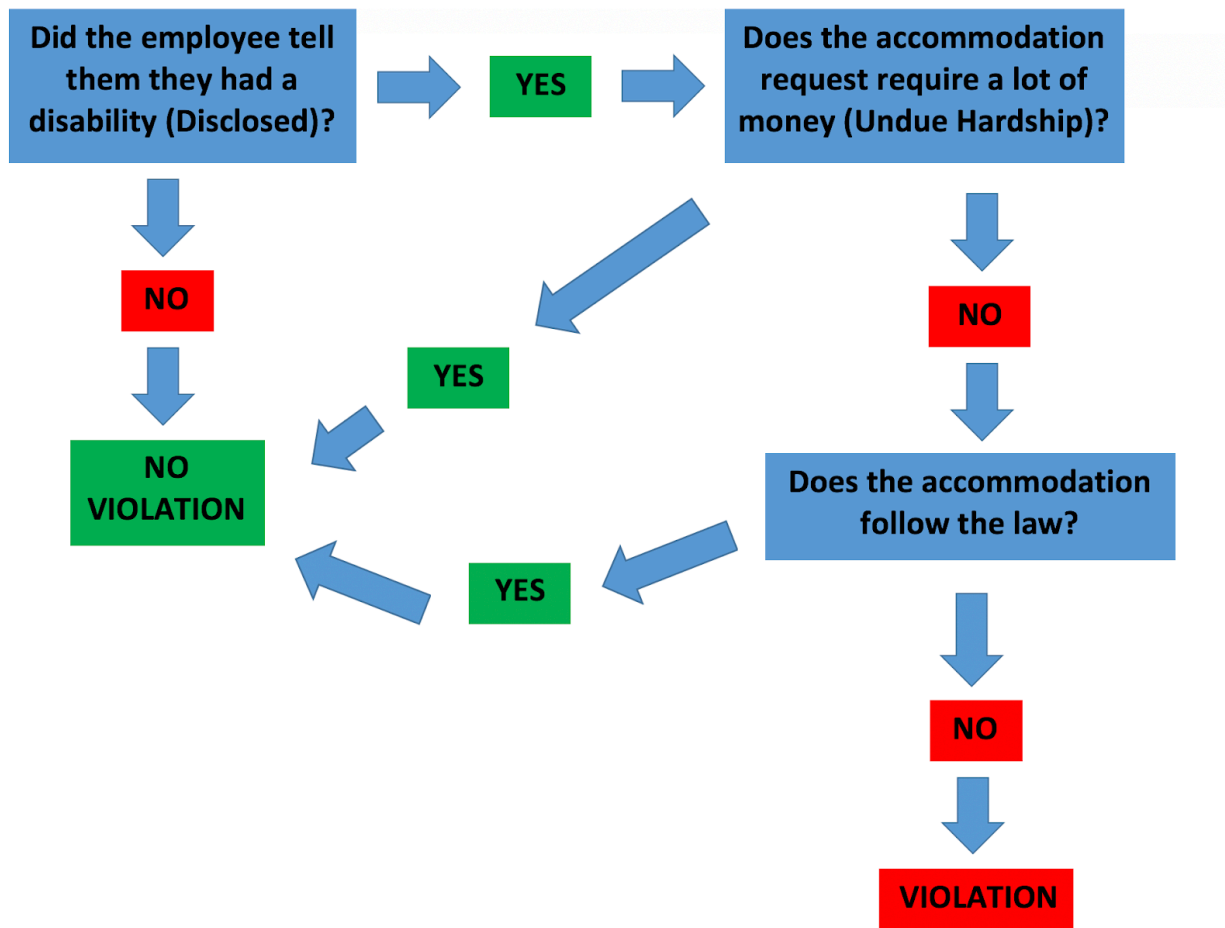 Did the employee tell
them they had a
disability (Disclosed)?
YES
Does the accommodation
request require a lot of
money (Undue Hardship)?
NO
NO
YES
NO
VIOLATION
Does the accommodation
follow the law?
YES
NO
VIOLATION